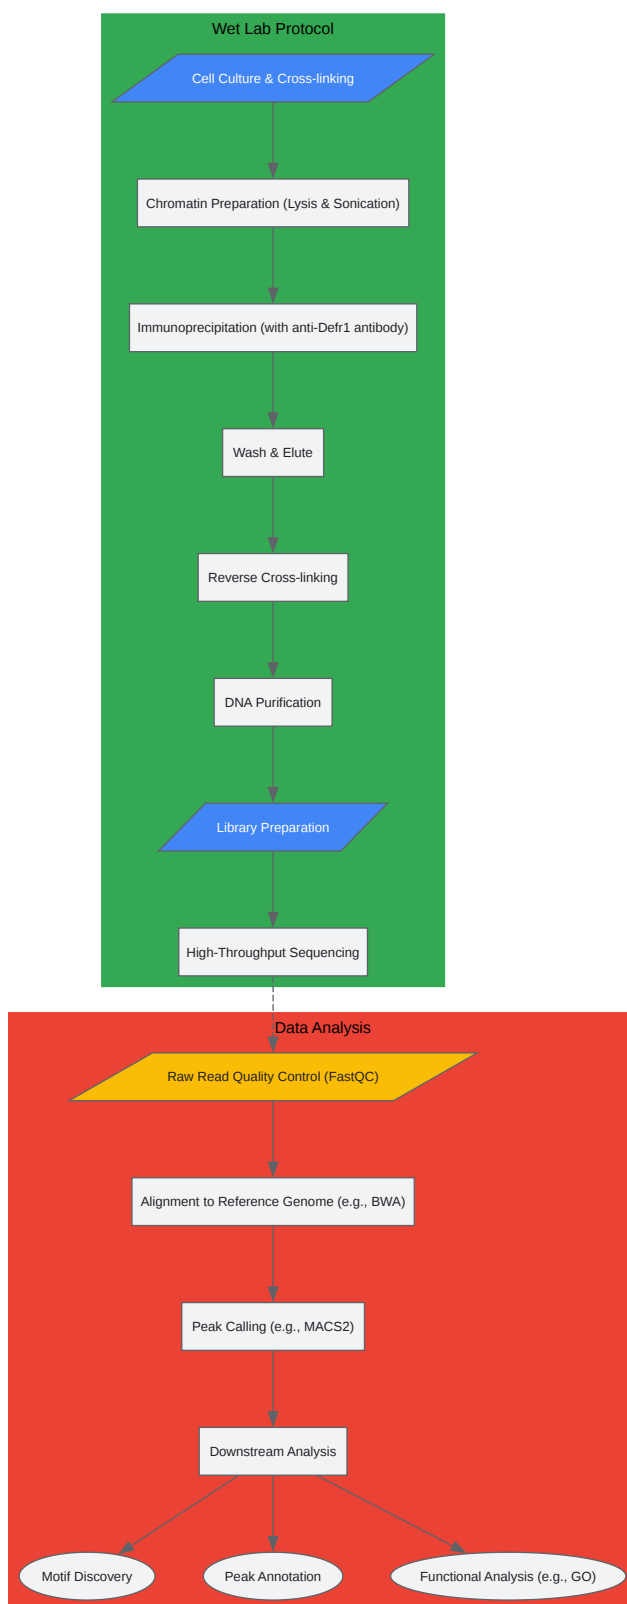 Wet Lab Protocol
Cell Culture & Cross-linking
Chromatin Preparation (Lysis & Sonication)
Immunoprecipitation (with anti-Defr1 antibody)
Wash & Elute
Reverse Cross-linking
DNA Purification
Library Preparation
High-Throughput Sequencing
Data Analysis
Raw Read Quality Control (FastQC)
Alignment to Reference Genome (e.g., BWA)
Peak Calling (e.g., MACS2)
Downstream Analysis
Motif Discovery
Peak Annotation
Functional Analysis (e.g., GO)